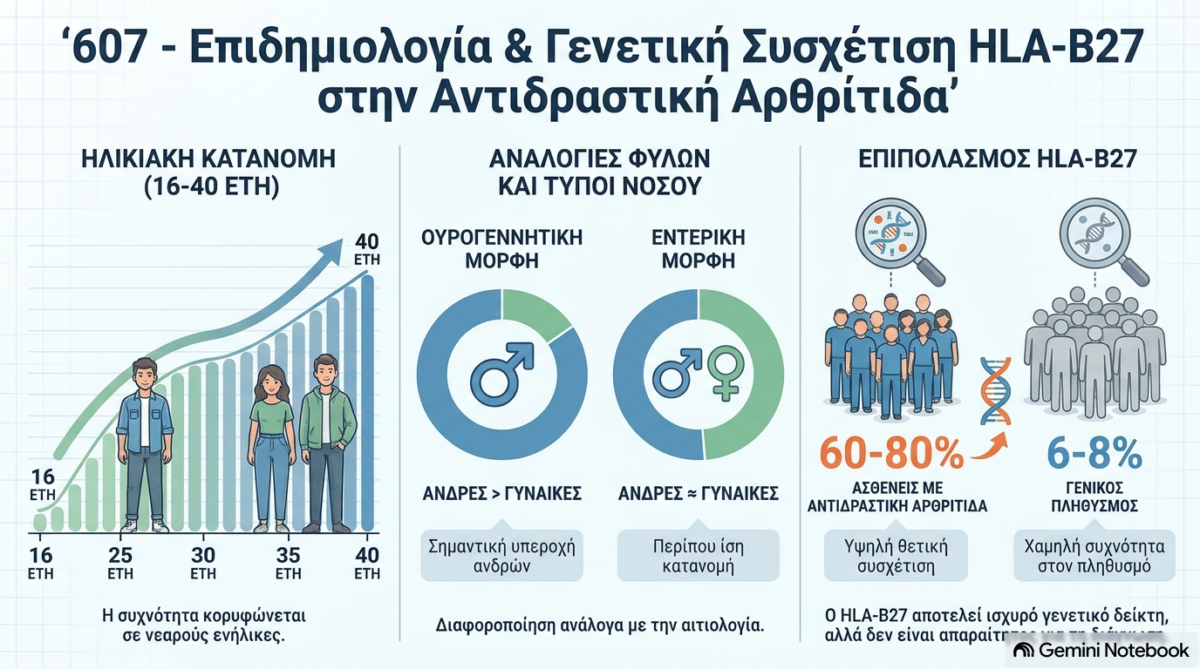 ‘607 - Επιδημιολογία & Γενετική Συσχέτιση HLA-B27
στην Αντιδραστική Αρθρίτιδα’
ΗΛΙΚΙΑΚΗ ΚΑΤΑΝΟΜΗ
(16-40 ΕΤΗ)
40
ΕΤΗ
16
ΕΤΗ
16
ΕΤΗ
25
ΕΤΗ
30
ΕΤΗ
35
ΕΤΗ
40
ΕΤΗ
Η συχνότητα κορυφώνεται
σε νεαρούς ενήλικες.
ΑΝΑΛΟΓΙΕΣ ΦΥΛΩΝ
ΚΑΙ ΤΥΠΟΙ ΝΟΣΟΥ
ΟΥΡΟΓΕΝΝΗΤΙΚΗ
ΜΟΡΦΗ
ΑΝΔΡΕΣ > ΓΥΝΑΙΚΕΣ
Σημαντική υπεροχή
ανδρών
ΕΝΤΕΡΙΚΗ
ΜΟΡΦΗ
ΑΝΔΡΕΣ ≈ ΓΥΝΑΙΚΕΣ
Περίπου ίση
κατανομή
Διαφοροποίηση ανάλογα με την αιτιολογία.
ΕΠΙΠΟΛΑΣΜΟΣ HLA-B27
60-80%
ΑΣΘΕΝΕΙΣ ΜΕ
ΑΝΤΙΔΡΑΣΤΙΚΗ ΑΡΘΡΙΤΙΔΑ
Υψηλή θετική
συσχέτιση
6-8%
ΓΕΝΙΚΟΣ
ΠΛΗΘΥΣΜΟΣ
Χαμηλή συχνότητα
στον πληθυσμό
Ο HLA-B27 αποτελεί ισχυρό γενετικό δείκτη,
αλλά δεν είναι απαραίτητος για τη διάγνωση.
Gemini Notebook